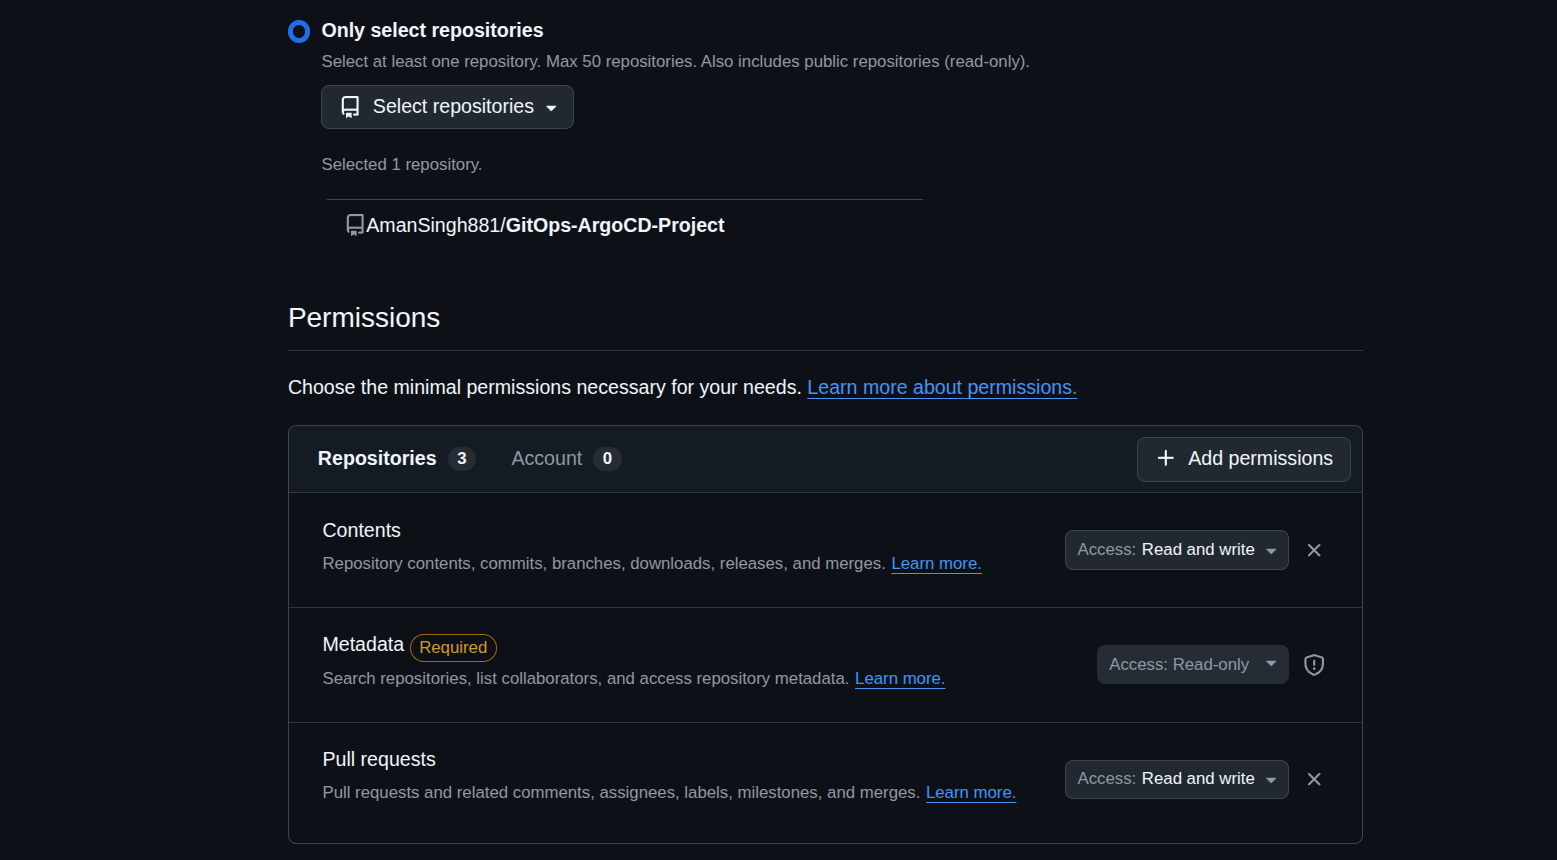 Only select repositories
Select at least one repository. Max 50 repositories. Also includes public repositories (read-only).
Select repositories
Selected 1 repository.
AmanSingh881/GitOps-ArgoCD-Project
Permissions
Choose the minimal permissions necessary for your needs. Learn more about permissions.
Repositories 3 Account 0 Add permissions
Contents
Repository contents, commits, branches, downloads, releases, and merges. Learn more.
Access: Read and write
Metadata Required
Search repositories, list collaborators, and access repository metadata. Learn more.
Access: Read-only
Pull requests
Pull requests and related comments, assignees, labels, milestones, and merges. Learn more.
Access: Read and write